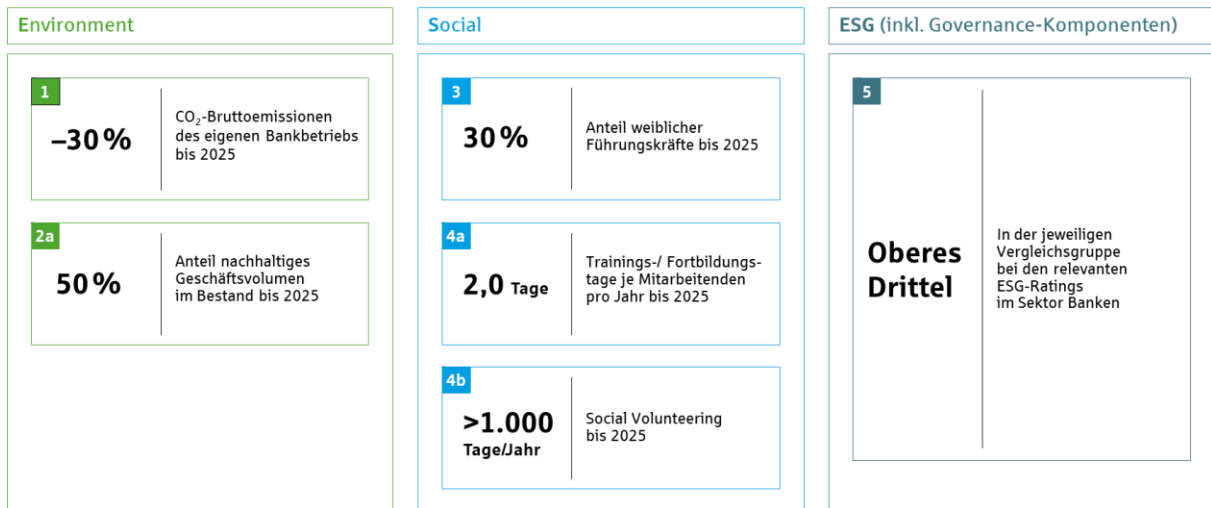 Environment
1
–30 %
CO₂-Bruttoemissionen
des eigenen Bankbetriebs
bis 2025
2a
50 %
Anteil nachhaltiges
Geschäftsvolumen
im Bestand bis 2025
Social
3
30 %
Anteil weiblicher
Führungskräfte bis 2025
4a
2,0 Tage
Trainings-/ Fortbildungs-
tage je Mitarbeitenden
pro Jahr bis 2025
4b
>1.000
Tage/Jahr
Social Volunteering
bis 2025
ESG (inkl. Governance-Komponenten)
5
Oberes
Drittel
In der jeweiligen
Vergleichsgruppe
bei den relevanten
ESG-Ratings
im Sektor Banken